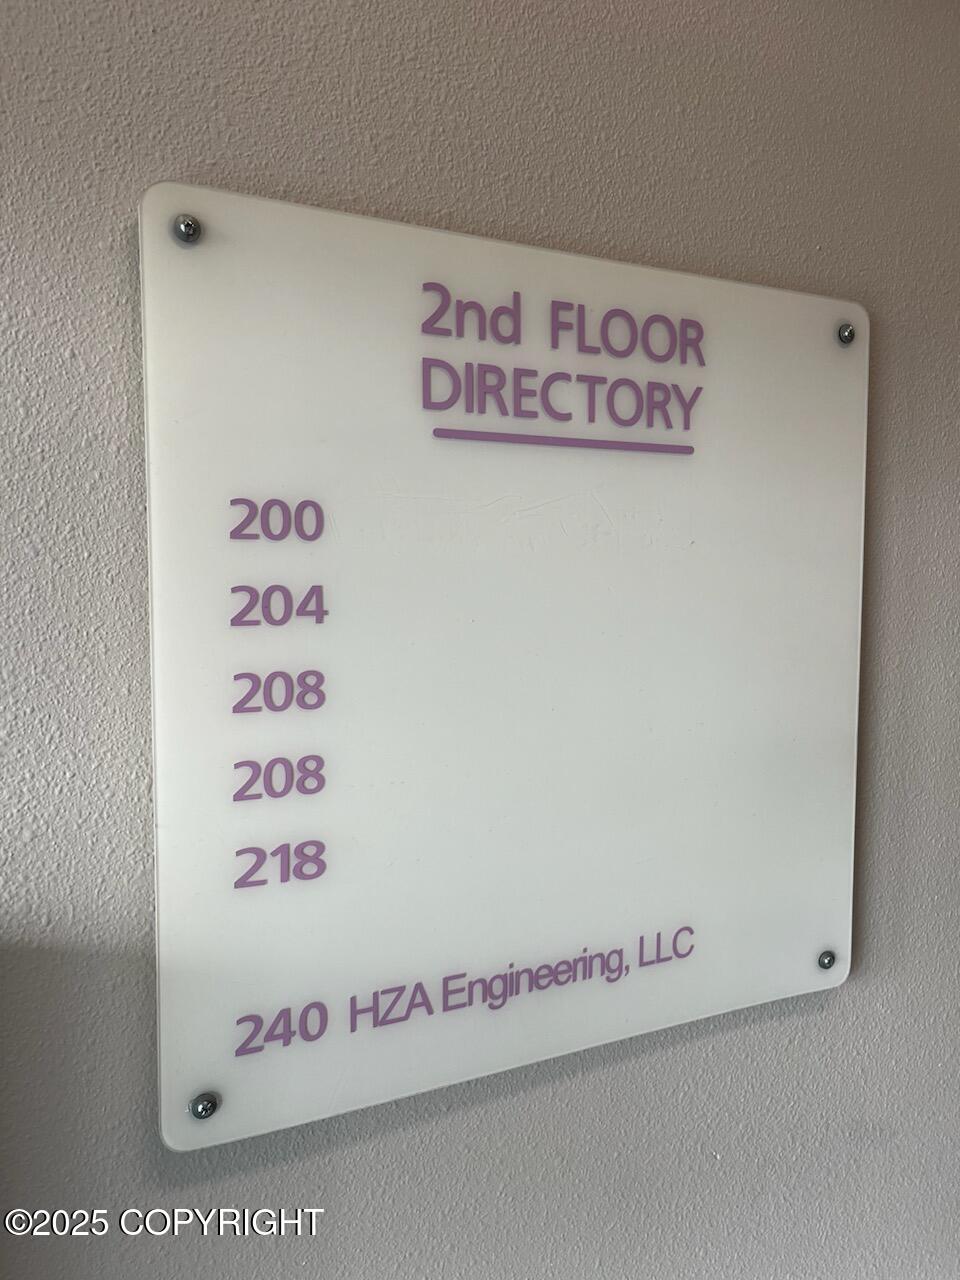 2nd FLOOR
DIRECTORY
200
204
208
208
218
240 HZA Engineering, LLC
©2025 COPYRIGHT